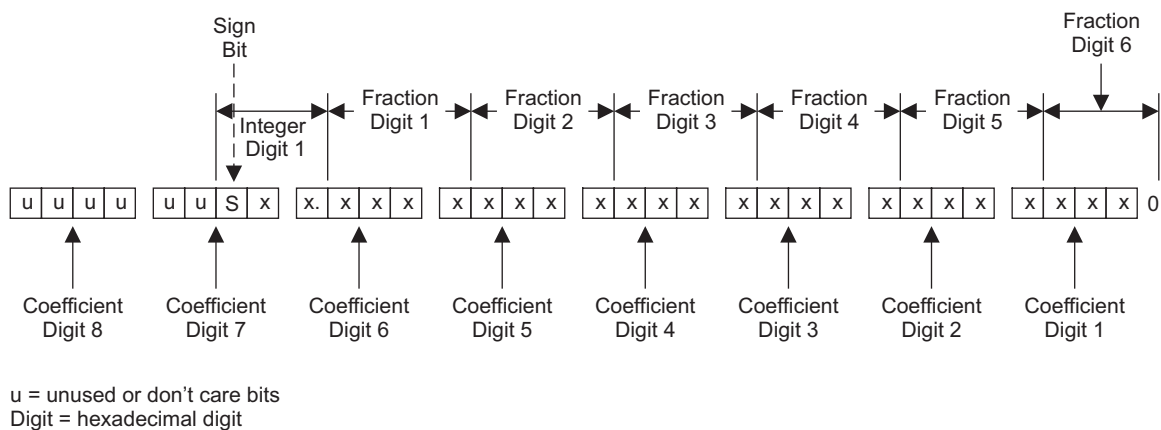 Sign
Bit
Fraction
Digit 6
Integer
Digit 1
Fraction
Digit 1
Fraction
Digit 2
Fraction
Digit 3
Fraction
Digit 4
Fraction
Digit 5
u u u u u u S x x. x x x x x x x x x x x x x x x x x x x x x x x 0
Coefficient
Digit 8
Coefficient
Digit 7
Coefficient
Digit 6
Coefficient
Digit 5
Coefficient
Digit 4
Coefficient
Digit 3
Coefficient
Digit 2
Coefficient
Digit 1
u = unused or don’t care bits
Digit = hexadecimal digit